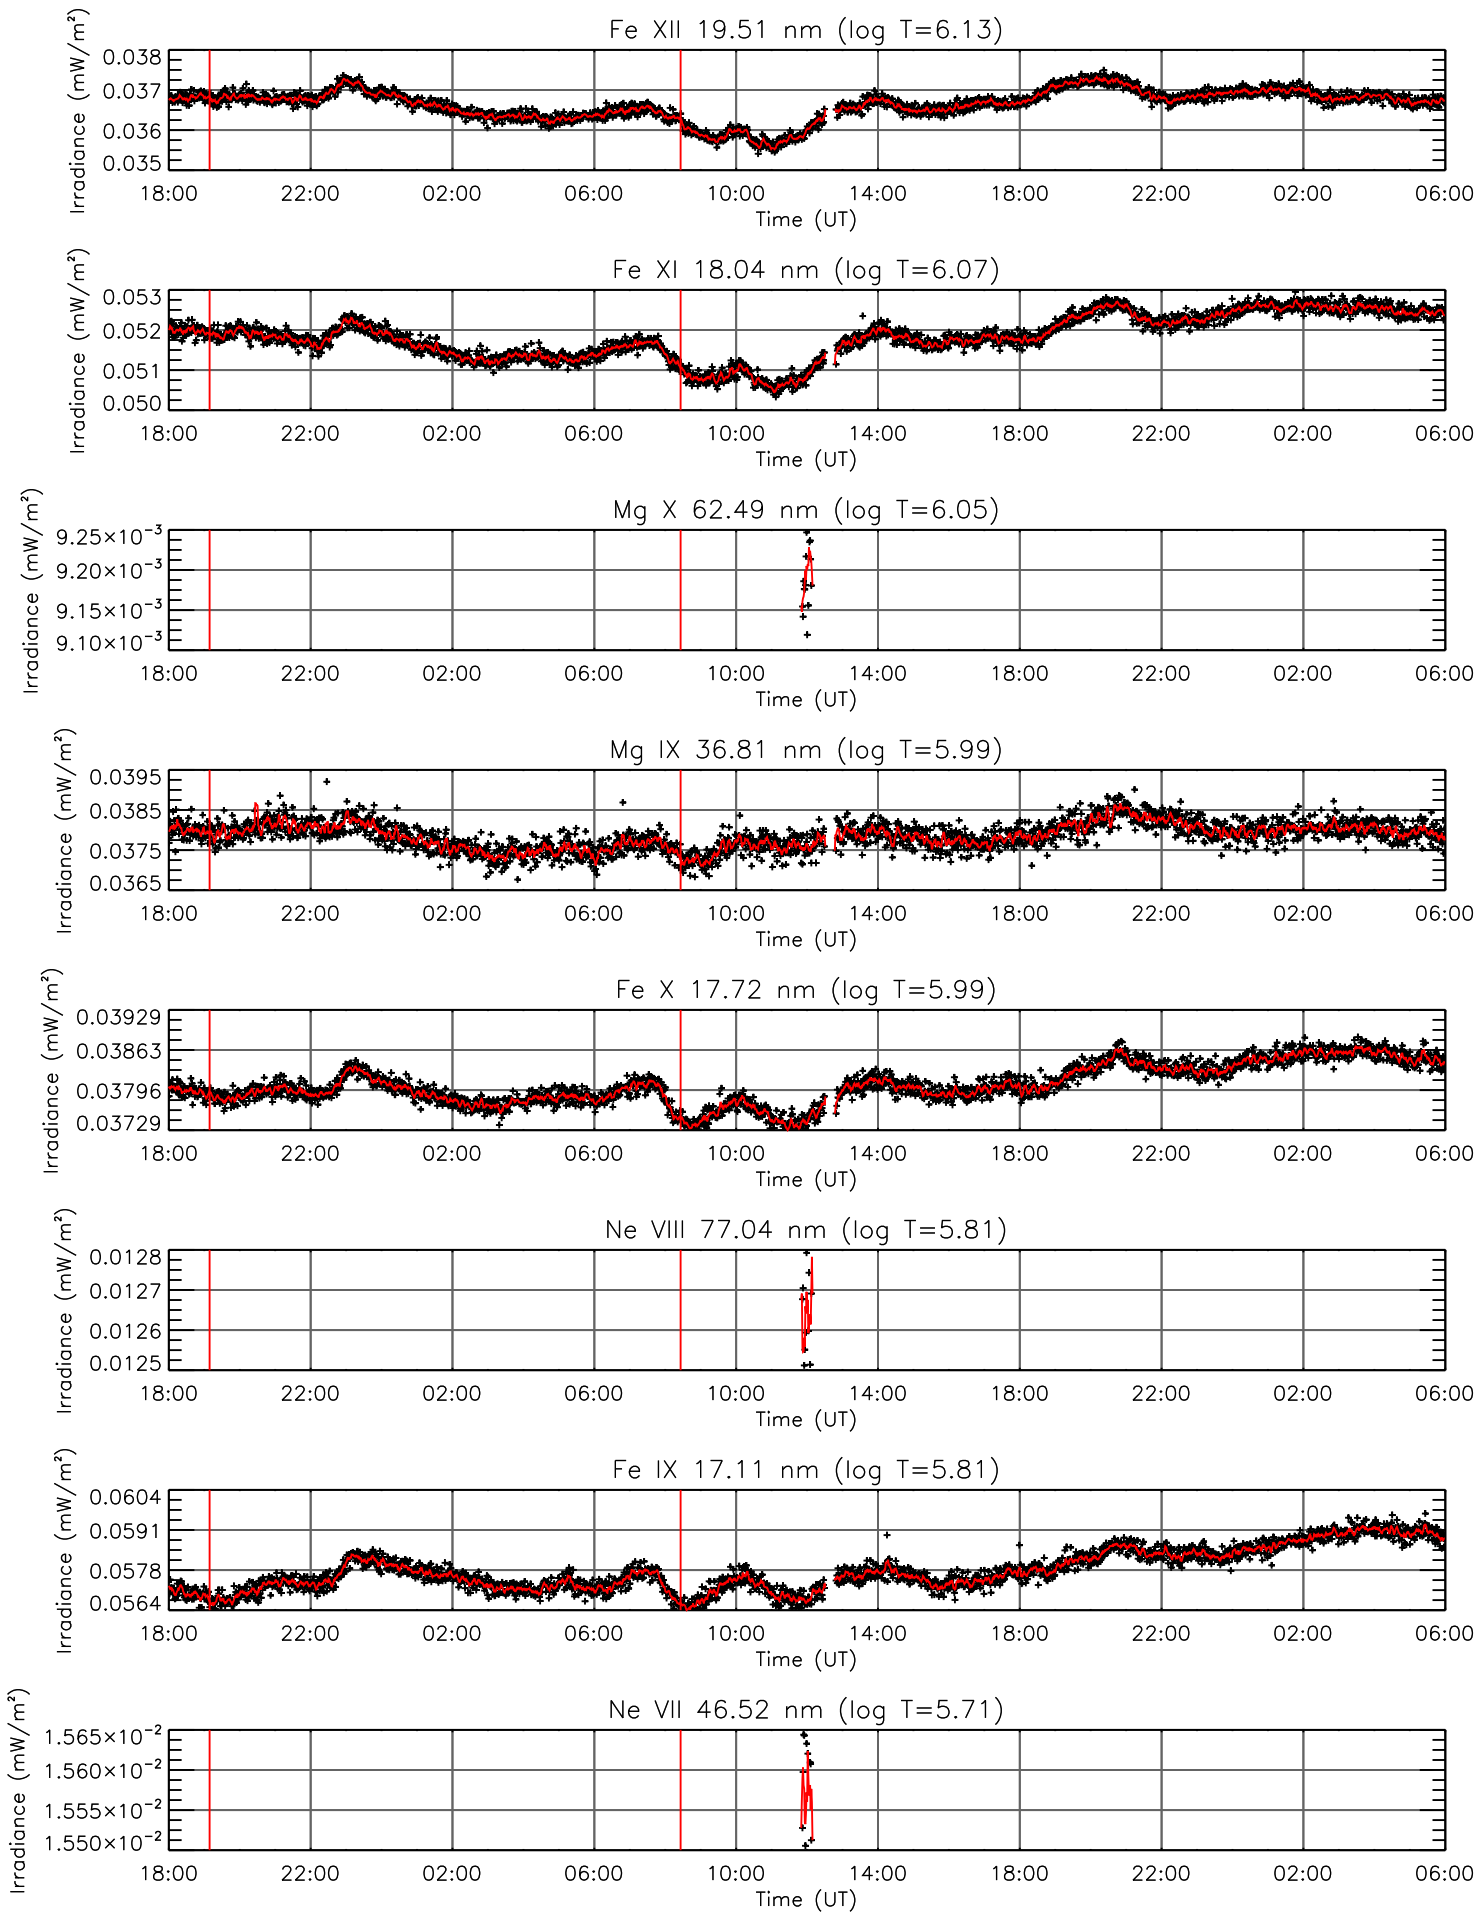 Fe XII 19.51 nm (log T=6.13)
Irradiance (mW/m²)
0.038
0.037
0.036
0.035
18:00 22:00 02:00 06:00 10:00 14:00 18:00 22:00 02:00 06:00
Time (UT)
Fe XI 18.04 nm (log T=6.07)
Irradiance (mW/m²)
0.053
0.052
0.051
0.050
18:00 22:00 02:00 06:00 10:00 14:00 18:00 22:00 02:00 06:00
Time (UT)
Mg X 62.49 nm (log T=6.05)
Irradiance (mW/m²)
9.25×10⁻³
9.20×10⁻³
9.15×10⁻³
9.10×10⁻³
18:00 22:00 02:00 06:00 10:00 14:00 18:00 22:00 02:00 06:00
Time (UT)
Mg IX 36.81 nm (log T=5.99)
Irradiance (mW/m²)
0.0395
0.0385
0.0375
0.0365
18:00 22:00 02:00 06:00 10:00 14:00 18:00 22:00 02:00 06:00
Time (UT)
Fe X 17.72 nm (log T=5.99)
Irradiance (mW/m²)
0.03929
0.03863
0.03796
0.03729
18:00 22:00 02:00 06:00 10:00 14:00 18:00 22:00 02:00 06:00
Time (UT)
Ne VIII 77.04 nm (log T=5.81)
Irradiance (mW/m²)
0.0128
0.0127
0.0126
0.0125
18:00 22:00 02:00 06:00 10:00 14:00 18:00 22:00 02:00 06:00
Time (UT)
Fe IX 17.11 nm (log T=5.81)
Irradiance (mW/m²)
0.0604
0.0591
0.0578
0.0564
18:00 22:00 02:00 06:00 10:00 14:00 18:00 22:00 02:00 06:00
Time (UT)
Ne VII 46.52 nm (log T=5.71)
Irradiance (mW/m²)
1.565×10⁻²
1.560×10⁻²
1.555×10⁻²
1.550×10⁻²
18:00 22:00 02:00 06:00 10:00 14:00 18:00 22:00 02:00 06:00
Time (UT)